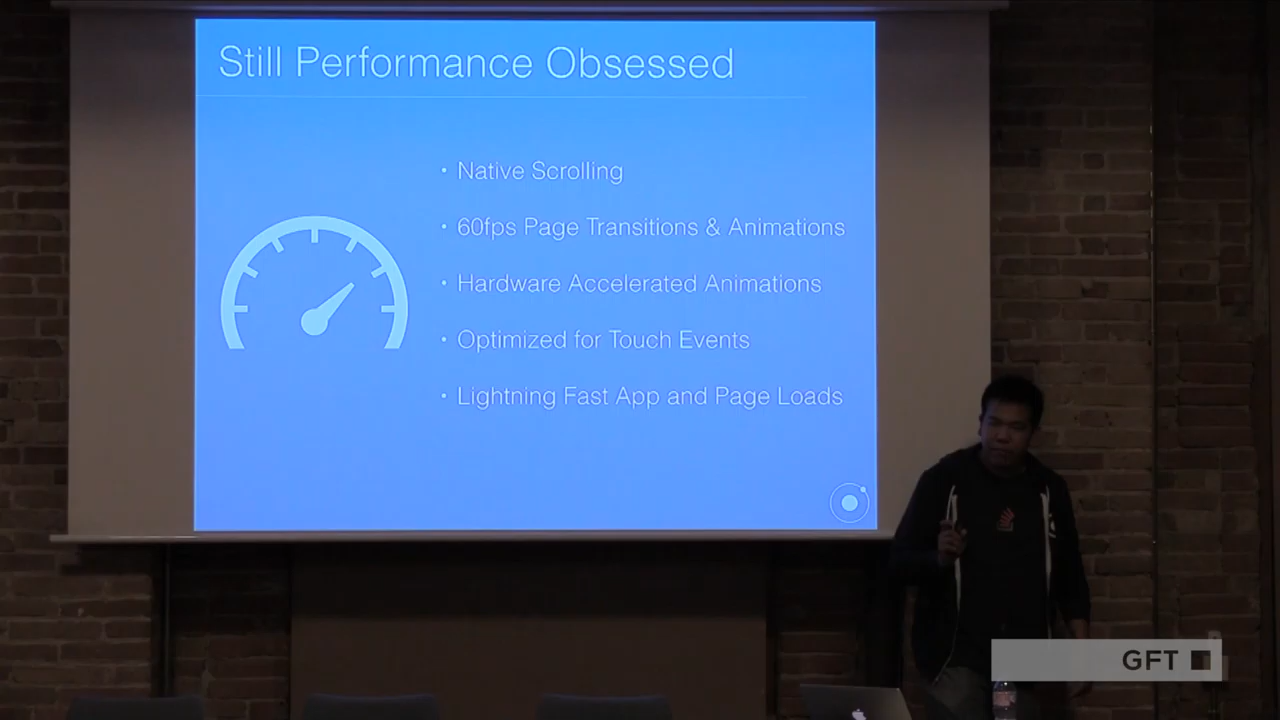 Still Performance Obsessed
• Native Scrolling
• 60fps Page Transitions & Animations
• Hardware Accelerated Animations
• Optimized for Touch Events
• Lightning Fast App and Page Loads
GFT